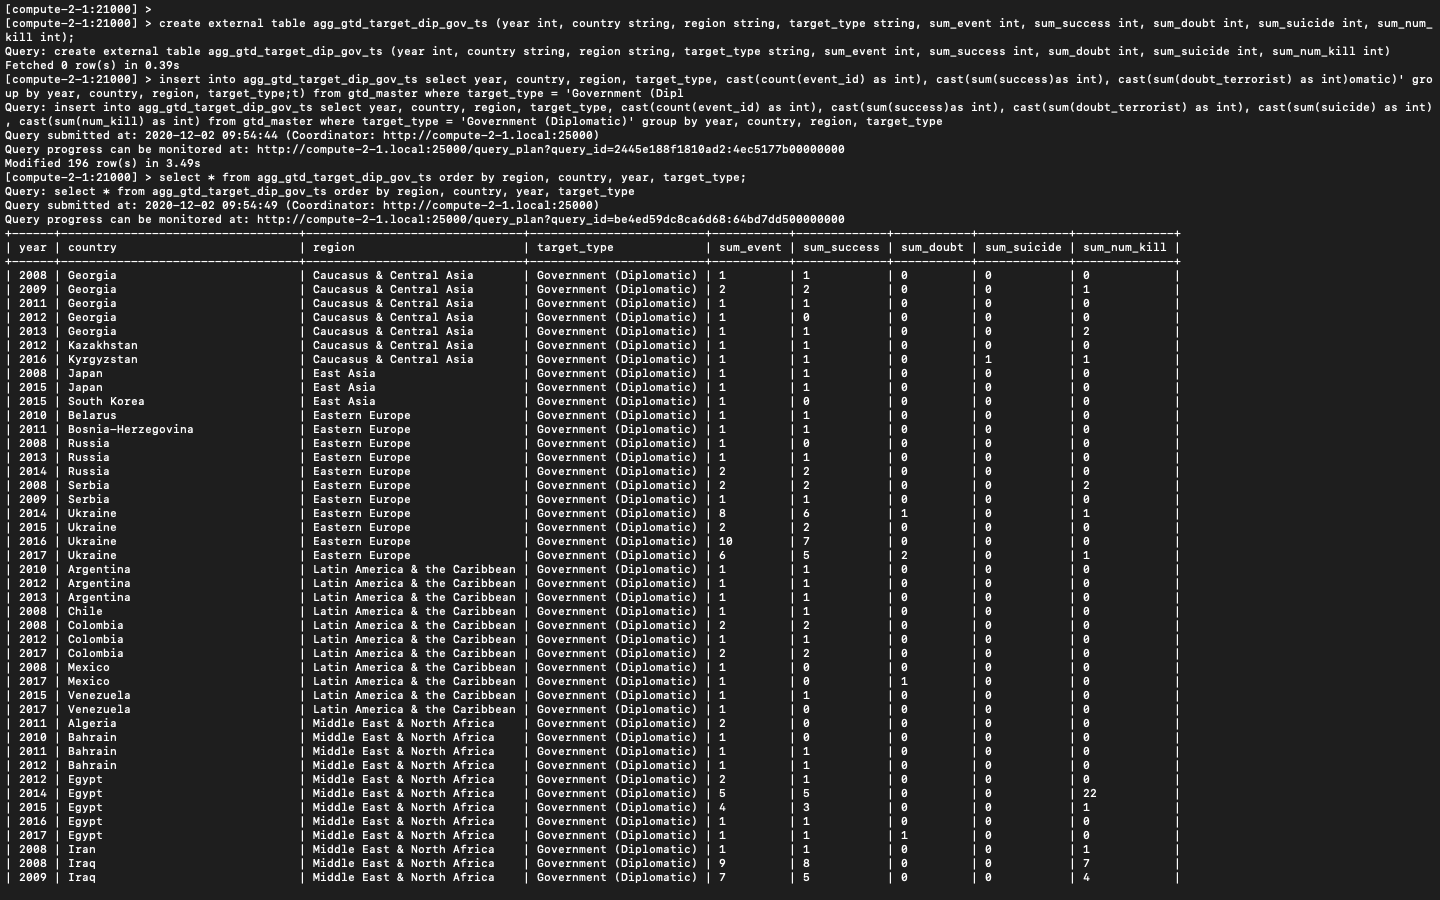 [compute-2-1:21000] >
[compute-2-1:21000] > create external table agg_gtd_target_dip_gov_ts (year int, country string, region string, target_type string, sum_event int, sum_success int, sum_doubt int, sum_suicide int, sum_num_
kill int);
Query: create external table agg_gtd_target_dip_gov_ts (year int, country string, region string, target_type string, sum_event int, sum_success int, sum_doubt int, sum_suicide int, sum_num_kill int)
Fetched 0 row(s) in 0.39s
[compute-2-1:21000] > insert into agg_gtd_target_dip_gov_ts select year, country, region, target_type, cast(count(event_id) as int), cast(sum(success)as int), cast(sum(doubt_terrorist) as int)omatic)' gro
up by year, country, region, target_type;t) from gtd_master where target_type = 'Government (Dipl
Query: insert into agg_gtd_target_dip_gov_ts select year, country, region, target_type, cast(count(event_id) as int), cast(sum(success)as int), cast(sum(doubt_terrorist) as int), cast(sum(suicide) as int)
, cast(sum(num_kill) as int) from gtd_master where target_type = 'Government (Diplomatic)' group by year, country, region, target_type
Query submitted at: 2020-12-02 09:54:44 (Coordinator: http://compute-2-1.local:25000)
Query progress can be monitored at: http://compute-2-1.local:25000/query_plan?query_id=2445e188f1810ad2:4ec5177b00000000
Modified 196 row(s) in 3.49s
[compute-2-1:21000] > select * from agg_gtd_target_dip_gov_ts order by region, country, year, target_type;
Query: select * from agg_gtd_target_dip_gov_ts order by region, country, year, target_type
Query submitted at: 2020-12-02 09:54:49 (Coordinator: http://compute-2-1.local:25000)
Query progress can be monitored at: http://compute-2-1.local:25000/query_plan?query_id=be4ed59dc8ca6d68:64bd7dd500000000
+------+----------------------------------+-------------------------------+-------------------------+-----------+-------------+-----------+-------------+--------------+
| year | country | region | target_type | sum_event | sum_success | sum_doubt | sum_suicide | sum_num_kill |
+------+----------------------------------+-------------------------------+-------------------------+-----------+-------------+-----------+-------------+--------------+
| 2008 | Georgia | Caucasus & Central Asia | Government (Diplomatic) | 1 | 1 | 0 | 0 | 0 |
| 2009 | Georgia | Caucasus & Central Asia | Government (Diplomatic) | 2 | 2 | 0 | 0 | 1 |
| 2011 | Georgia | Caucasus & Central Asia | Government (Diplomatic) | 1 | 1 | 0 | 0 | 0 |
| 2012 | Georgia | Caucasus & Central Asia | Government (Diplomatic) | 1 | 0 | 0 | 0 | 0 |
| 2013 | Georgia | Caucasus & Central Asia | Government (Diplomatic) | 1 | 1 | 0 | 0 | 2 |
| 2012 | Kazakhstan | Caucasus & Central Asia | Government (Diplomatic) | 1 | 1 | 0 | 0 | 0 |
| 2016 | Kyrgyzstan | Caucasus & Central Asia | Government (Diplomatic) | 1 | 1 | 0 | 1 | 1 |
| 2008 | Japan | East Asia | Government (Diplomatic) | 1 | 1 | 0 | 0 | 0 |
| 2015 | Japan | East Asia | Government (Diplomatic) | 1 | 1 | 0 | 0 | 0 |
| 2015 | South Korea | East Asia | Government (Diplomatic) | 1 | 0 | 0 | 0 | 0 |
| 2010 | Belarus | Eastern Europe | Government (Diplomatic) | 1 | 1 | 0 | 0 | 0 |
| 2011 | Bosnia-Herzegovina | Eastern Europe | Government (Diplomatic) | 1 | 1 | 0 | 0 | 0 |
| 2008 | Russia | Eastern Europe | Government (Diplomatic) | 1 | 0 | 0 | 0 | 0 |
| 2013 | Russia | Eastern Europe | Government (Diplomatic) | 1 | 1 | 0 | 0 | 0 |
| 2014 | Russia | Eastern Europe | Government (Diplomatic) | 2 | 2 | 0 | 0 | 0 |
| 2008 | Serbia | Eastern Europe | Government (Diplomatic) | 2 | 2 | 0 | 0 | 2 |
| 2009 | Serbia | Eastern Europe | Government (Diplomatic) | 1 | 1 | 0 | 0 | 0 |
| 2014 | Ukraine | Eastern Europe | Government (Diplomatic) | 8 | 6 | 1 | 0 | 1 |
| 2015 | Ukraine | Eastern Europe | Government (Diplomatic) | 2 | 2 | 0 | 0 | 0 |
| 2016 | Ukraine | Eastern Europe | Government (Diplomatic) | 10 | 7 | 0 | 0 | 0 |
| 2017 | Ukraine | Eastern Europe | Government (Diplomatic) | 6 | 5 | 2 | 0 | 1 |
| 2010 | Argentina | Latin America & the Caribbean | Government (Diplomatic) | 1 | 1 | 0 | 0 | 0 |
| 2012 | Argentina | Latin America & the Caribbean | Government (Diplomatic) | 1 | 1 | 0 | 0 | 0 |
| 2013 | Argentina | Latin America & the Caribbean | Government (Diplomatic) | 1 | 1 | 0 | 0 | 0 |
| 2008 | Chile | Latin America & the Caribbean | Government (Diplomatic) | 1 | 1 | 0 | 0 | 0 |
| 2008 | Colombia | Latin America & the Caribbean | Government (Diplomatic) | 2 | 2 | 0 | 0 | 0 |
| 2012 | Colombia | Latin America & the Caribbean | Government (Diplomatic) | 1 | 1 | 0 | 0 | 0 |
| 2017 | Colombia | Latin America & the Caribbean | Government (Diplomatic) | 2 | 2 | 0 | 0 | 0 |
| 2008 | Mexico | Latin America & the Caribbean | Government (Diplomatic) | 1 | 0 | 0 | 0 | 0 |
| 2017 | Mexico | Latin America & the Caribbean | Government (Diplomatic) | 1 | 0 | 1 | 0 | 0 |
| 2015 | Venezuela | Latin America & the Caribbean | Government (Diplomatic) | 1 | 1 | 0 | 0 | 0 |
| 2017 | Venezuela | Latin America & the Caribbean | Government (Diplomatic) | 1 | 0 | 0 | 0 | 0 |
| 2011 | Algeria | Middle East & North Africa | Government (Diplomatic) | 2 | 0 | 0 | 0 | 0 |
| 2010 | Bahrain | Middle East & North Africa | Government (Diplomatic) | 1 | 0 | 0 | 0 | 0 |
| 2011 | Bahrain | Middle East & North Africa | Government (Diplomatic) | 1 | 1 | 0 | 0 | 0 |
| 2012 | Bahrain | Middle East & North Africa | Government (Diplomatic) | 1 | 1 | 0 | 0 | 0 |
| 2012 | Egypt | Middle East & North Africa | Government (Diplomatic) | 2 | 1 | 0 | 0 | 0 |
| 2014 | Egypt | Middle East & North Africa | Government (Diplomatic) | 5 | 5 | 0 | 0 | 22 |
| 2015 | Egypt | Middle East & North Africa | Government (Diplomatic) | 4 | 3 | 0 | 0 | 1 |
| 2016 | Egypt | Middle East & North Africa | Government (Diplomatic) | 1 | 1 | 0 | 0 | 0 |
| 2017 | Egypt | Middle East & North Africa | Government (Diplomatic) | 1 | 1 | 1 | 0 | 0 |
| 2008 | Iran | Middle East & North Africa | Government (Diplomatic) | 1 | 1 | 0 | 0 | 1 |
| 2008 | Iraq | Middle East & North Africa | Government (Diplomatic) | 9 | 8 | 0 | 0 | 7 |
| 2009 | Iraq | Middle East & North Africa | Government (Diplomatic) | 7 | 5 | 0 | 0 | 4 |